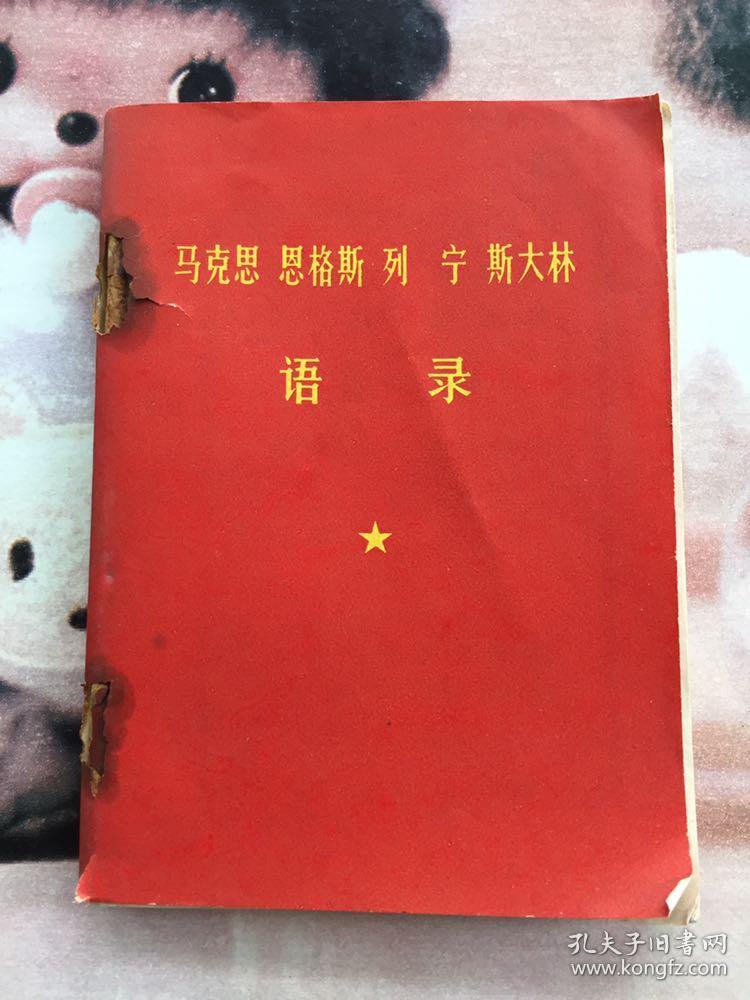 马克思 恩格斯 列 宁 斯大林
语 录
孔夫子旧書网
www.kongfz.com